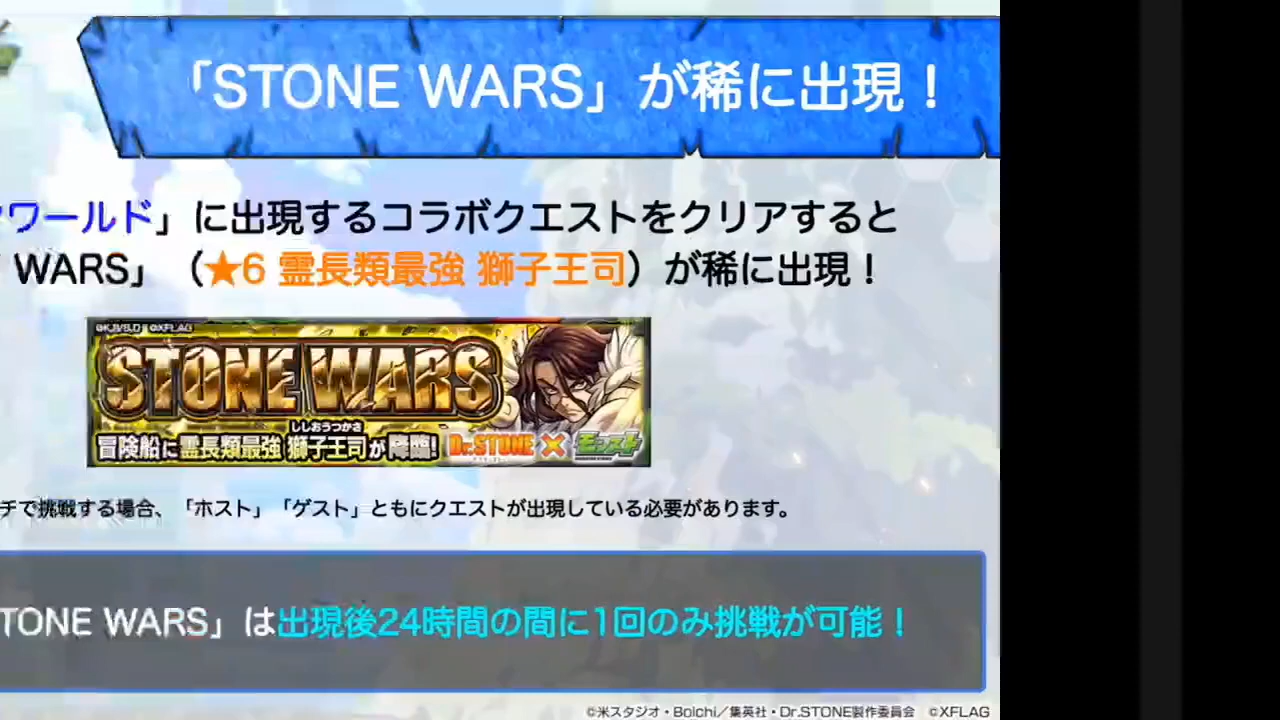 「STONE WARS」が稀に出現！
ワールド」に出現するコラボクエストをクリアすると
WARS」（★6 霊長類最強 獅子王司）が稀に出現！
©XFLAG
STONE WARS
ししおうつかさ
冒険船に霊長類最強 獅子王司が降臨! Dr.STONE × モンスト
チで挑戦する場合、「ホスト」「ゲスト」ともにクエストが出現している必要があります。
TONE WARS」は出現後24時間の間に1回のみ挑戦が可能！
©米スタジオ・Boichi／集英社・Dr.STONE製作委員会 ©XFLAG